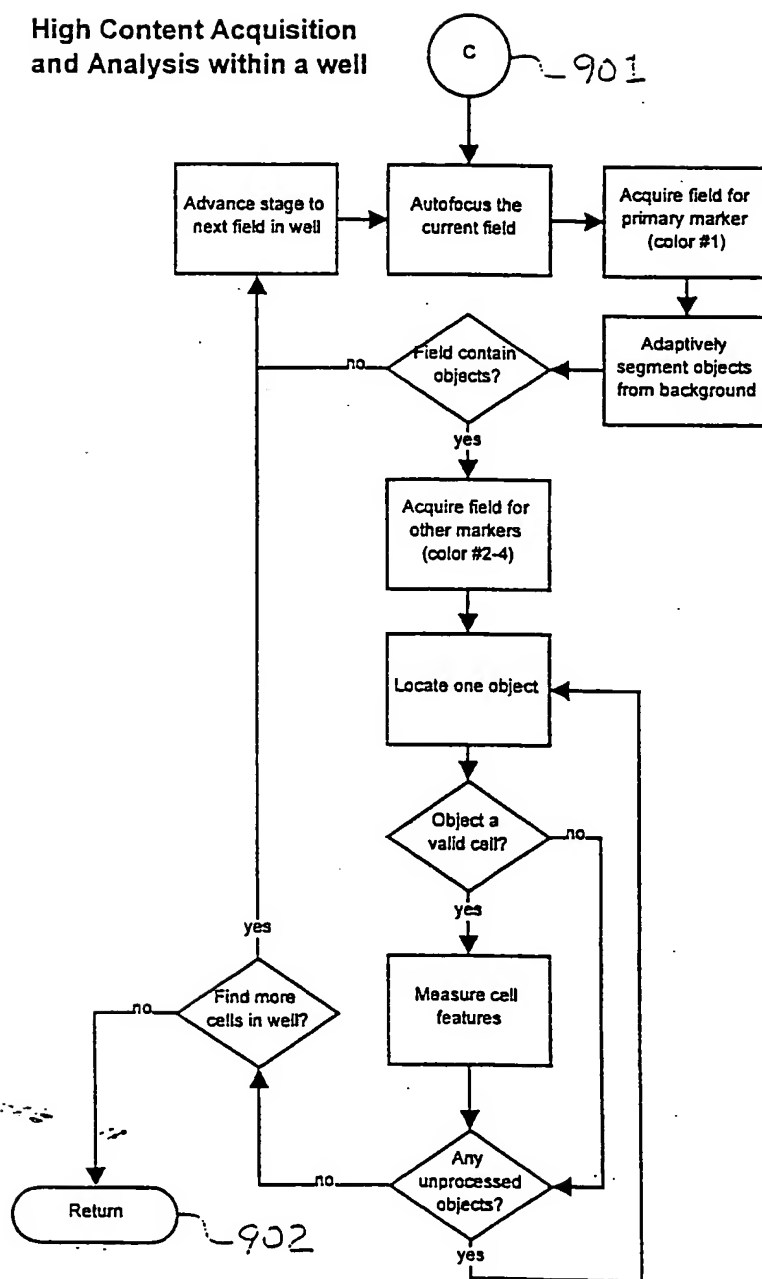 High Content Acquisition
and Analysis within a well
C
901
Advance stage to
next field in well
Autofocus the
current field
Acquire field for
primary marker
(color #1)
Adaptively
segment objects
from background
Field contain
objects?
no
yes
Acquire field for
other markers
(color #2-4)
Locate one object
Object a
valid cell?
no
yes
Measure cell
features
yes
Find more
cells in well?
no
Any
unprocessed
objects?
no
yes
Return
902